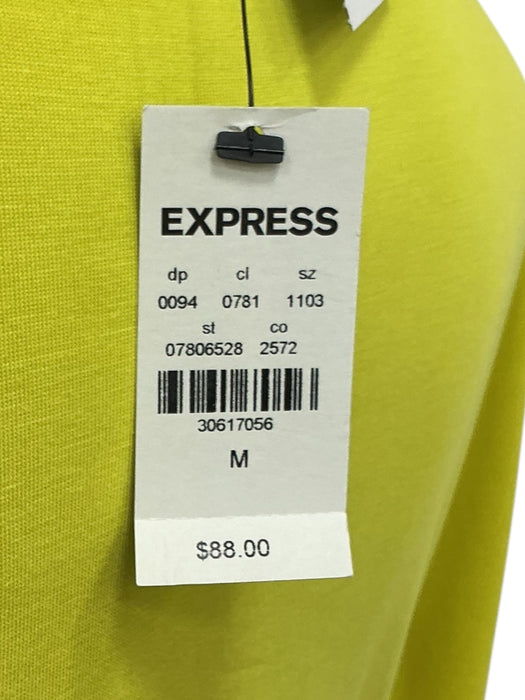 EXPRESS
dp cl sz
0094 0781 1103
st co
07806528 2572
30617056
M
$88.00